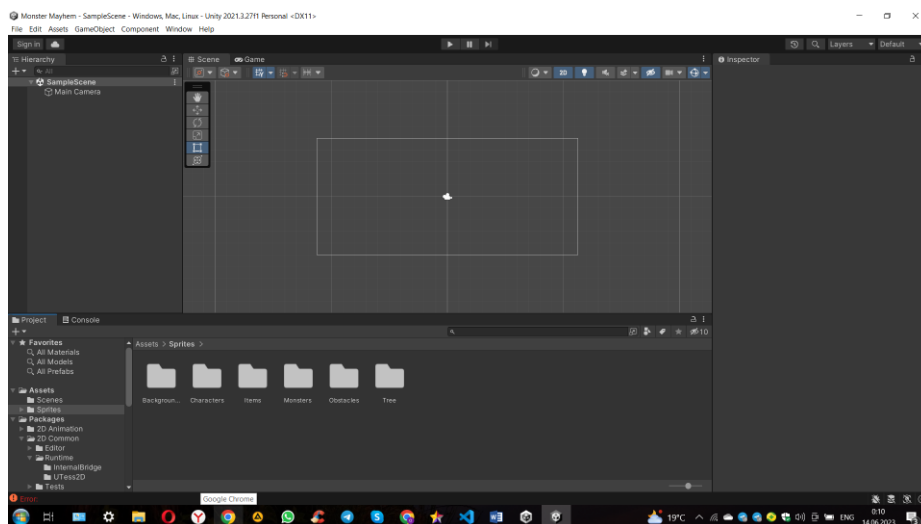 Monster Mayhem - SampleScene - Windows, Mac, Linux - Unity 2021.3.27f1 Personal <DX11>
File Edit Assets GameObject Component Window Help
Sign in
Layers
Default
Hierarchy
Scene
Game
Inspector
All
2D
SampleScene
Main Camera
Project
Console
10
Favorites
All Materials
All Models
All Prefabs
Assets > Sprites >
Assets
Scenes
Sprites
Packages
2D Animation
2D Common
Editor
Runtime
InternalBridge
UTess2D
Tests
Backgroun... Characters Items Monsters Obstacles Tree
Error:
Google Chrome
19°C
ENG
0:10
14.06.2023